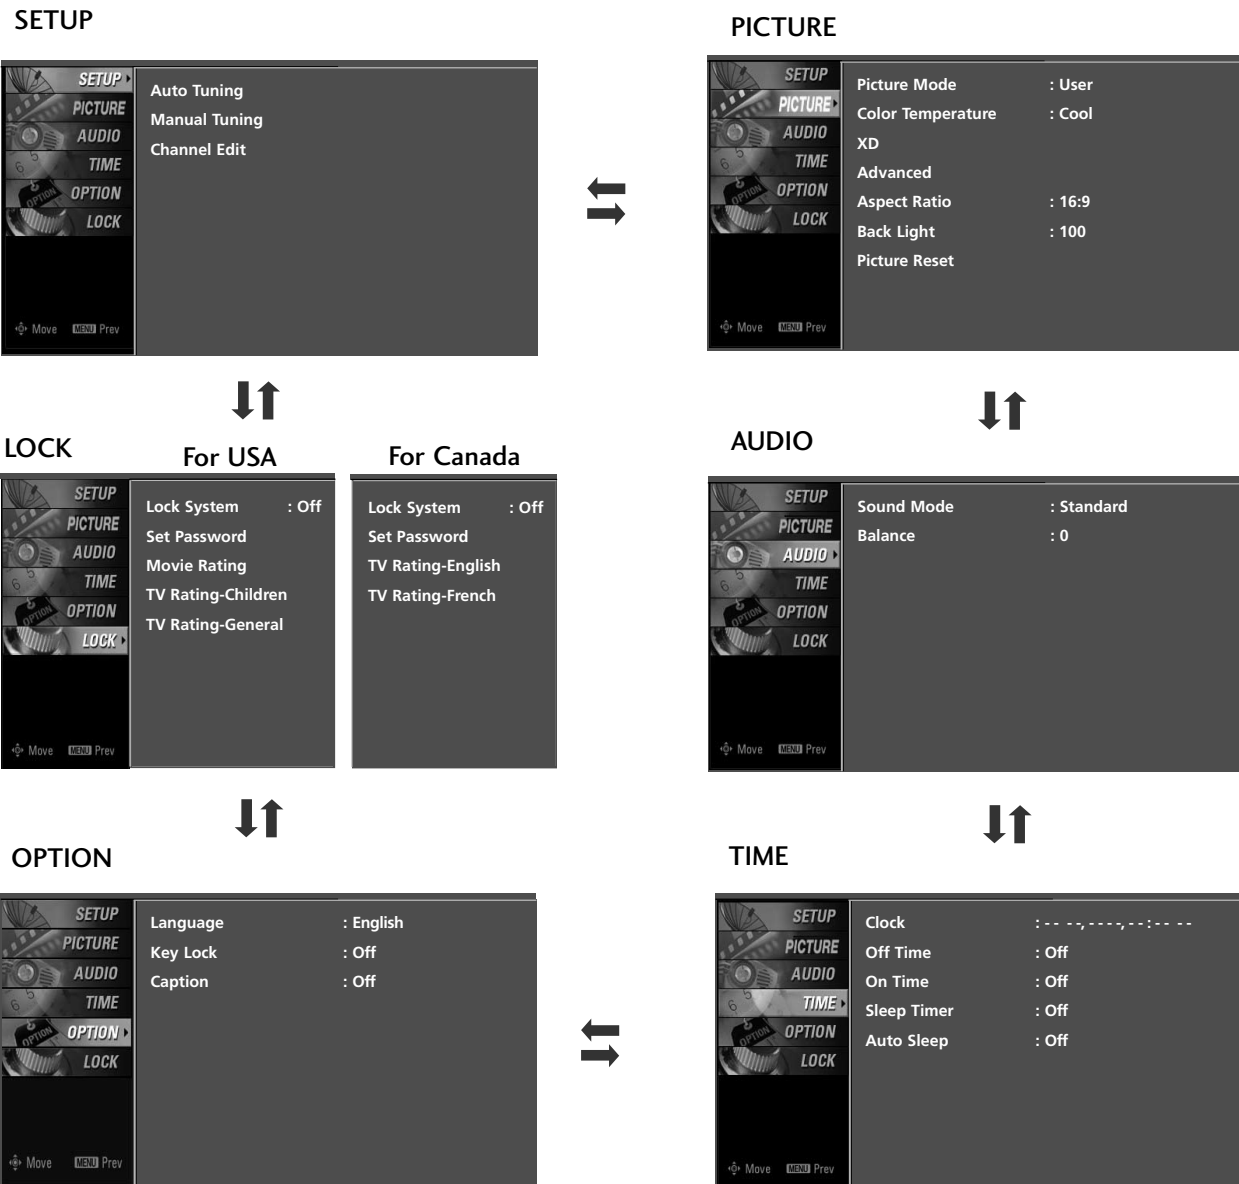 SETUP
SETUP
PICTURE
AUDIO
TIME
OPTION
LOCK
Move MENU Prev
Auto Tuning
Manual Tuning
Channel Edit
PICTURE
SETUP
PICTURE
AUDIO
TIME
OPTION
LOCK
Move MENU Prev
Picture Mode : User
Color Temperature : Cool
XD
Advanced
Aspect Ratio : 16:9
Back Light : 100
Picture Reset
LOCK
For USA
For Canada
SETUP
PICTURE
AUDIO
TIME
OPTION
LOCK
Move MENU Prev
Lock System : Off
Set Password
Movie Rating
TV Rating-Children
TV Rating-General
Lock System : Off
Set Password
TV Rating-English
TV Rating-French
AUDIO
SETUP
PICTURE
AUDIO
TIME
OPTION
LOCK
Move MENU Prev
Sound Mode : Standard
Balance : 0
OPTION
SETUP
PICTURE
AUDIO
TIME
OPTION
LOCK
Move MENU Prev
Language : English
Key Lock : Off
Caption : Off
TIME
SETUP
PICTURE
AUDIO
TIME
OPTION
LOCK
Move MENU Prev
Clock : -- --, ----, --:-- --
Off Time : Off
On Time : Off
Sleep Timer : Off
Auto Sleep : Off